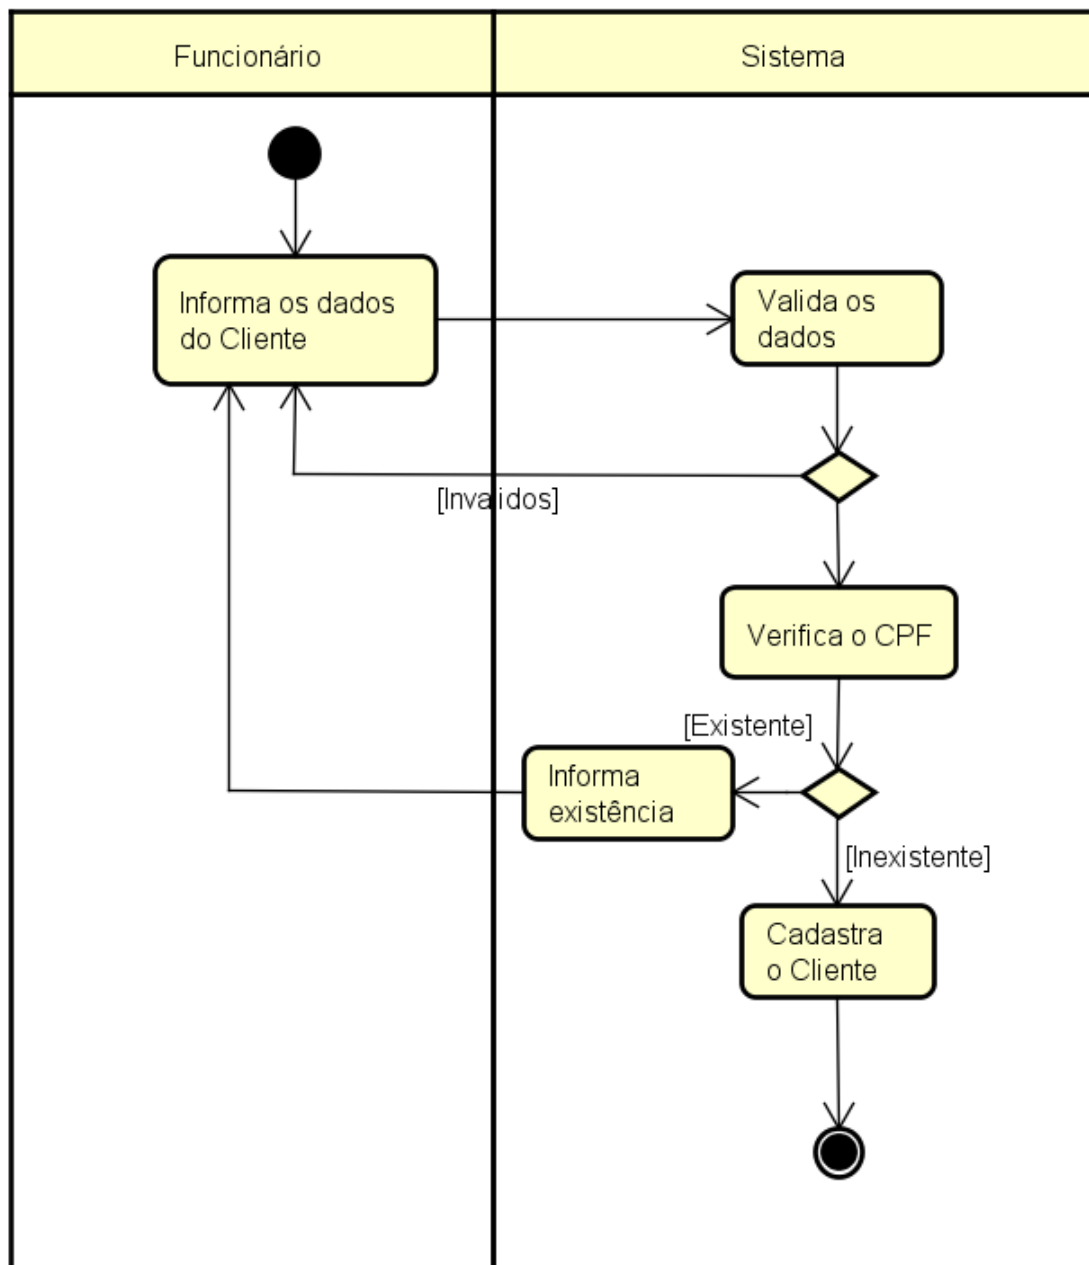 Funcionário
Sistema
Informa os dados
do Cliente
Valida os
dados
[Invalidos]
Verifica o CPF
[Existente]
Informa
existência
[Inexistente]
Cadastra
o Cliente